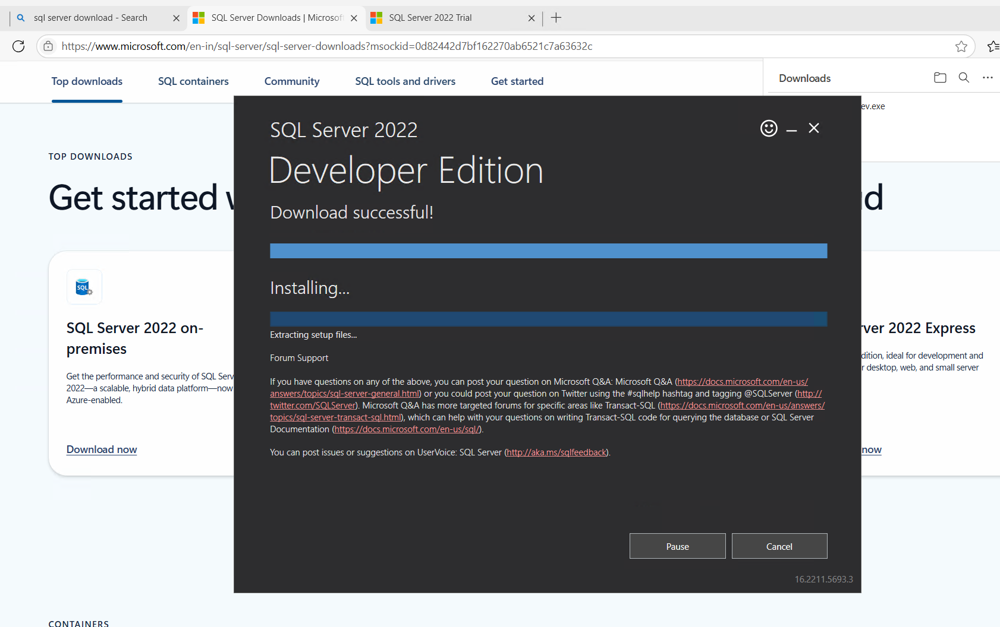 sql server download - Search
SQL Server Downloads | Microsof
SQL Server 2022 Trial
https://www.microsoft.com/en-in/sql-server/sql-server-downloads?msockid=0d82442d7bf162270ab6521c7a63632c
Top downloads
SQL containers
Community
SQL tools and drivers
Get started
Downloads
ev.exe
TOP DOWNLOADS
Get started
d
SQL
SQL Server 2022 on-
premises
Get the performance and security of SQL Serv
2022—a scalable, hybrid data platform—now
Azure-enabled.
Download now
SQL Server 2022
Developer Edition
Download successful!
Installing...
Extracting setup files...
Forum Support
If you have questions on any of the above, you can post your question on Microsoft Q&A: Microsoft Q&A (https://docs.microsoft.com/en-us/
answers/topics/sql-server-general.html) or you could post your question on Twitter using the #sqlhelp hashtag and tagging @SQLServer (http://
twitter.com/SQLServer). Microsoft Q&A has more targeted forums for specific areas like Transact-SQL (https://docs.microsoft.com/en-us/answers/
topics/sql-server-transact-sql.html), which can help with your questions on writing Transact-SQL code for querying the database or SQL Server
Documentation (https://docs.microsoft.com/en-us/sql/).
You can post issues or suggestions on UserVoice: SQL Server (http://aka.ms/sqlfeedback).
Pause
Cancel
16.2211.5693.3
rver 2022 Express
dition, ideal for development and
r desktop, web, and small server
now
CONTAINERS